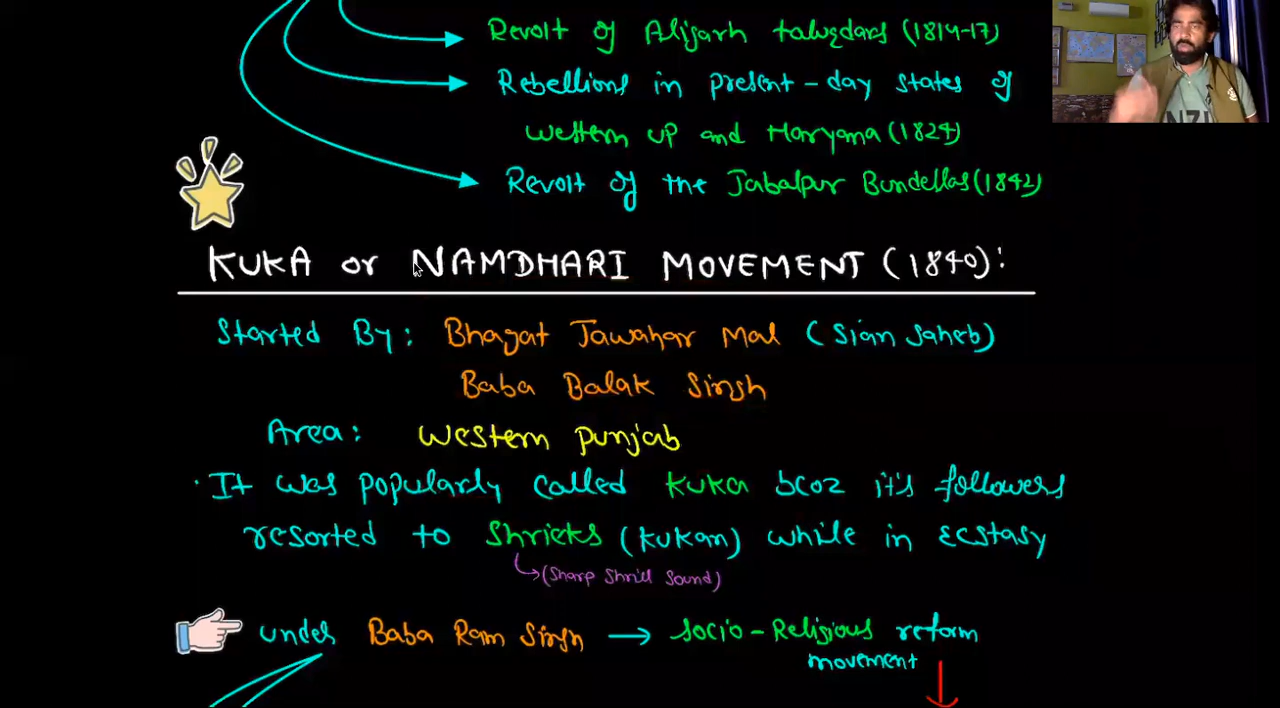 Revolt of Aligarh taluqdars (1814-17)
Rebellions in present-day states of
Western UP and Haryana (1824)
Revolt of the Jabalpur Bundellas (1842)
KUKA or NAMDHARI MOVEMENT (1840):
Started By: Bhagat Jawahar Mal (Sian Saheb)
Baba Balak Singh
Area: Western Punjab
· It was popularly called KUKA bcoz it's followers
resorted to Shrieks (KUKAN) while in Ecstasy
(Sharp Shrill Sound)
under Baba Ram Singh → Socio-Religious reform
movement